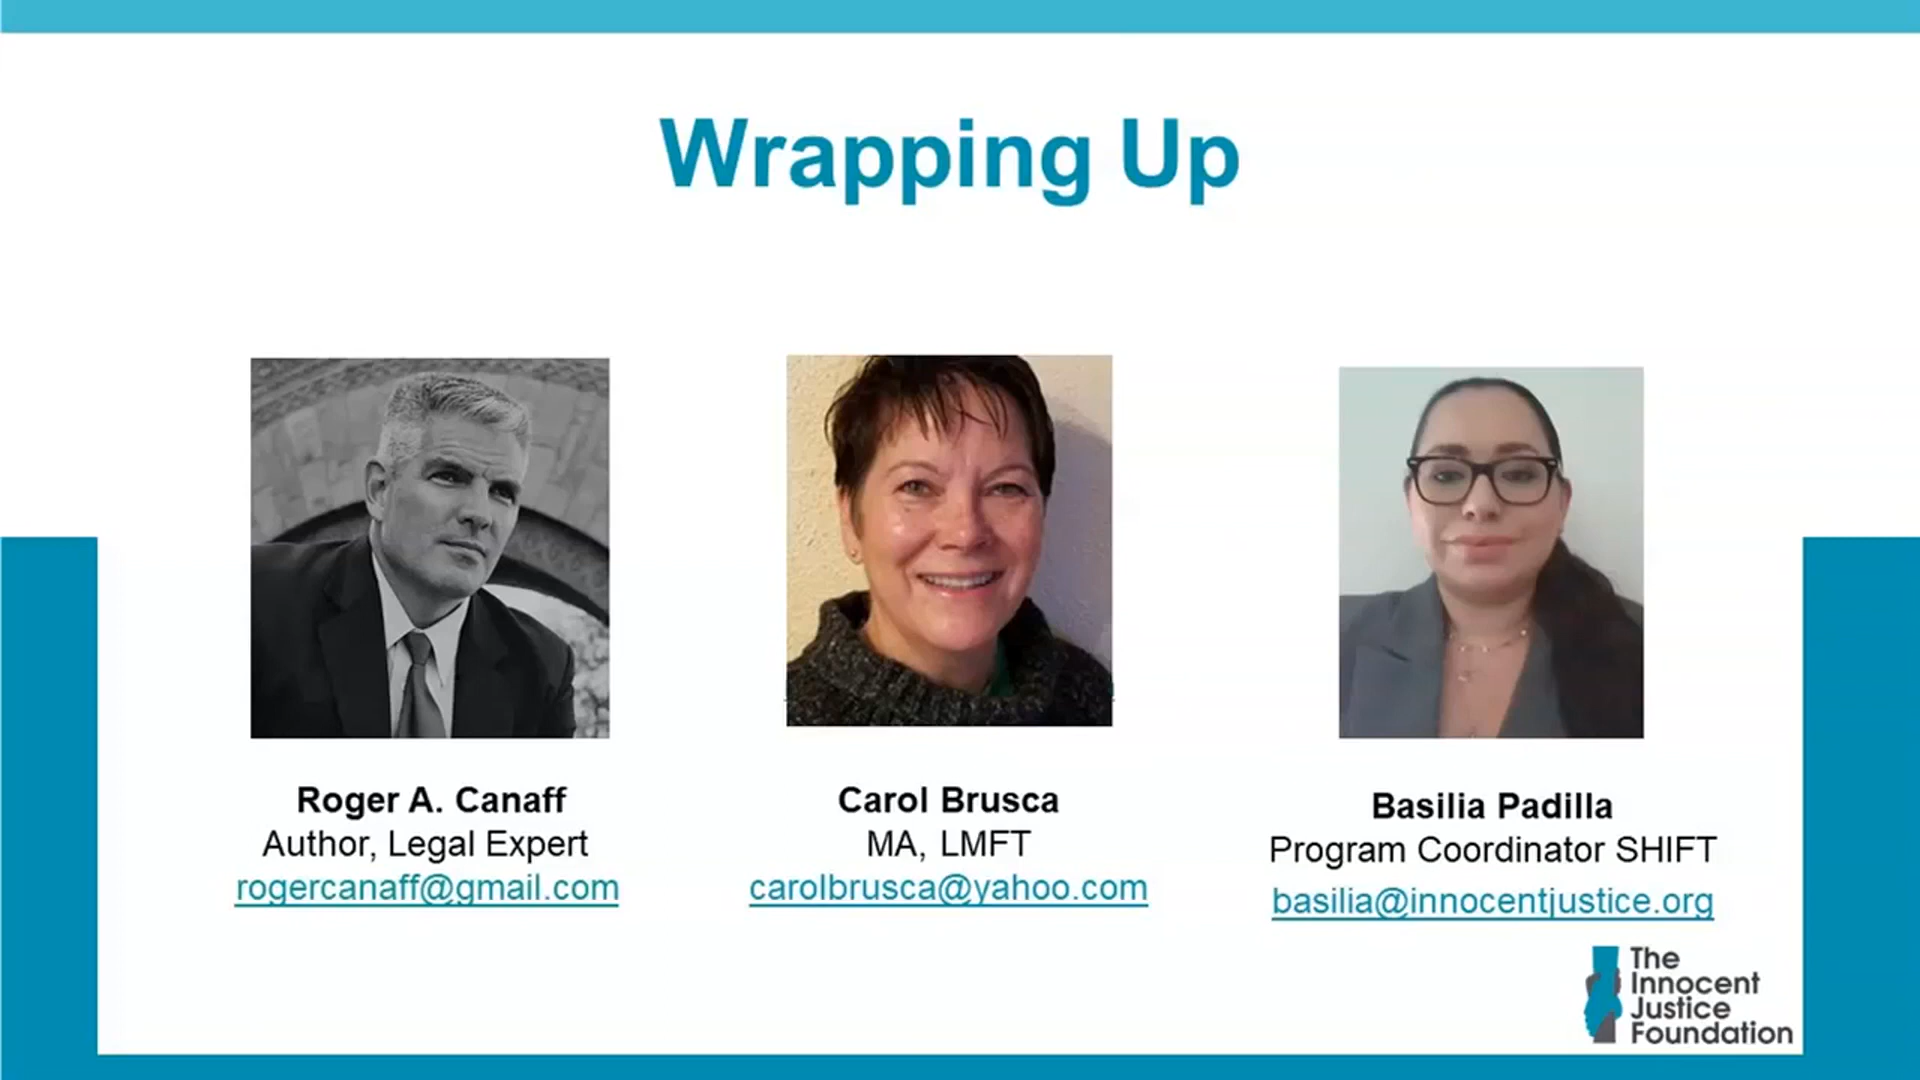 Wrapping Up
Roger A. Canaff
Author, Legal Expert
rogercanaff@gmail.com
Carol Brusca
MA, LMFT
carolbrusca@yahoo.com
Basilia Padilla
Program Coordinator SHIFT
basilia@innocentjustice.org
The
Innocent
Justice
Foundation